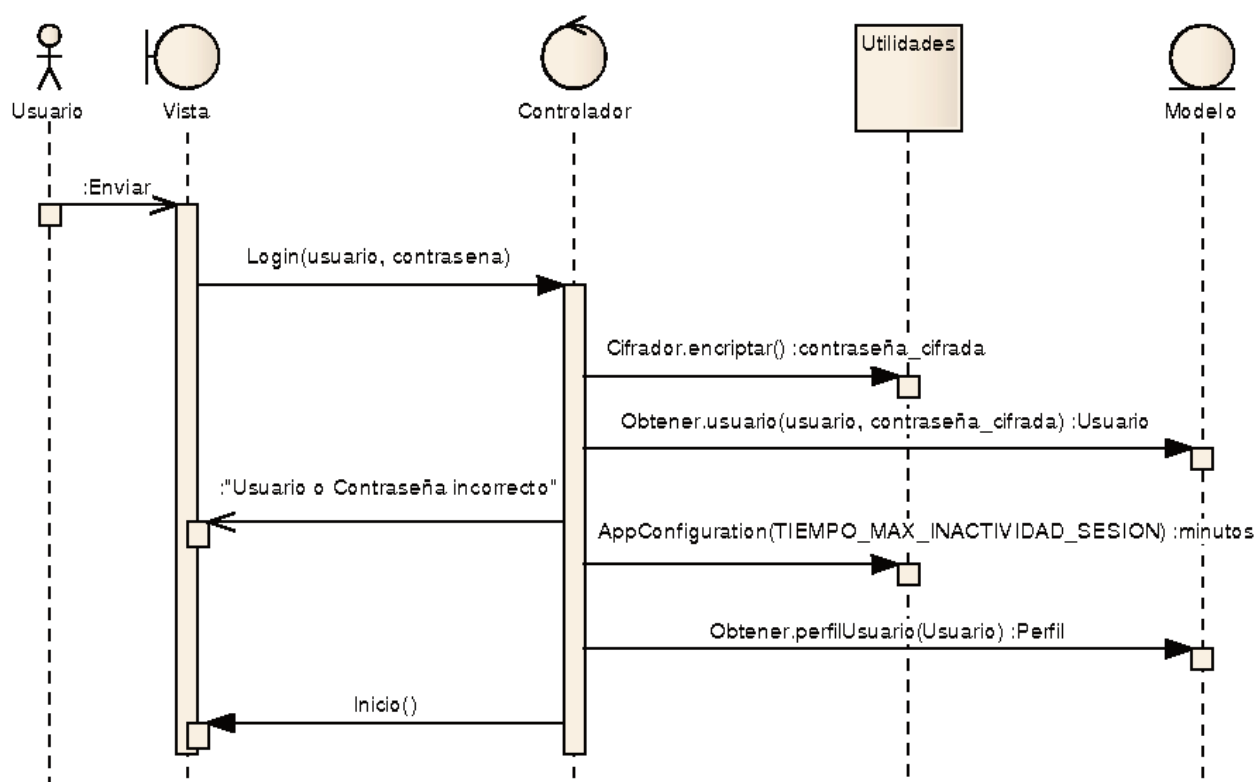 Utilidades
Usuario
Vista
Controlador
Modelo
:Enviar
Login(usuario, contrasena)
Cifrador.encriptar() :contraseña_cifrada
Obtener.usuario(usuario, contraseña_cifrada) :Usuario
:"Usuario o Contraseña incorrecto"
AppConfiguration(TIEMPO_MAX_INACTIVIDAD_SESION) :minutos
Obtener.perfilUsuario(Usuario) :Perfil
Inicio()